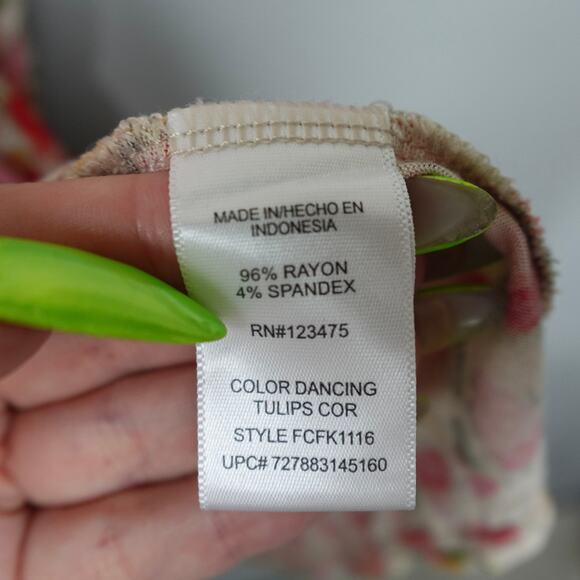 MADE IN/HECHO EN
INDONESIA
96% RAYON
4% SPANDEX
RN#123475
COLOR DANCING
TULIPS COR
STYLE FCFK1116
UPC# 727883145160